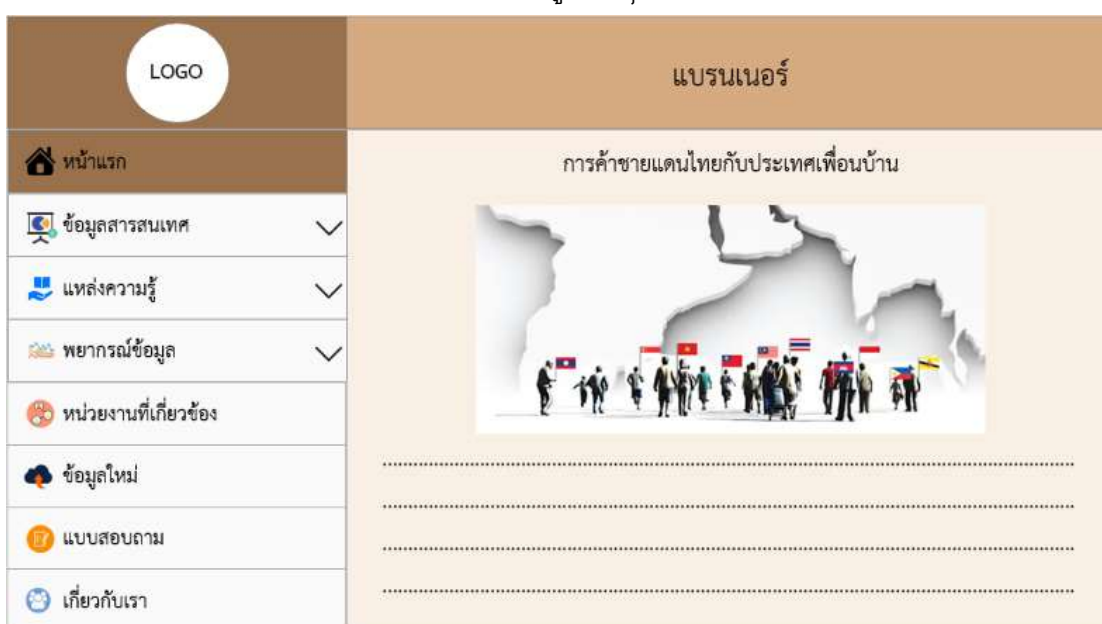 LOGO
แบรนเนอร์
หน้าแรก
ข้อมูลสารสนเทศ
แหล่งความรู้
พยากรณ์ข้อมูล
หน่วยงานที่เกี่ยวข้อง
ข้อมูลใหม่
แบบสอบถาม
เกี่ยวกับเรา
การค้าชายแดนไทยกับประเทศเพื่อนบ้าน